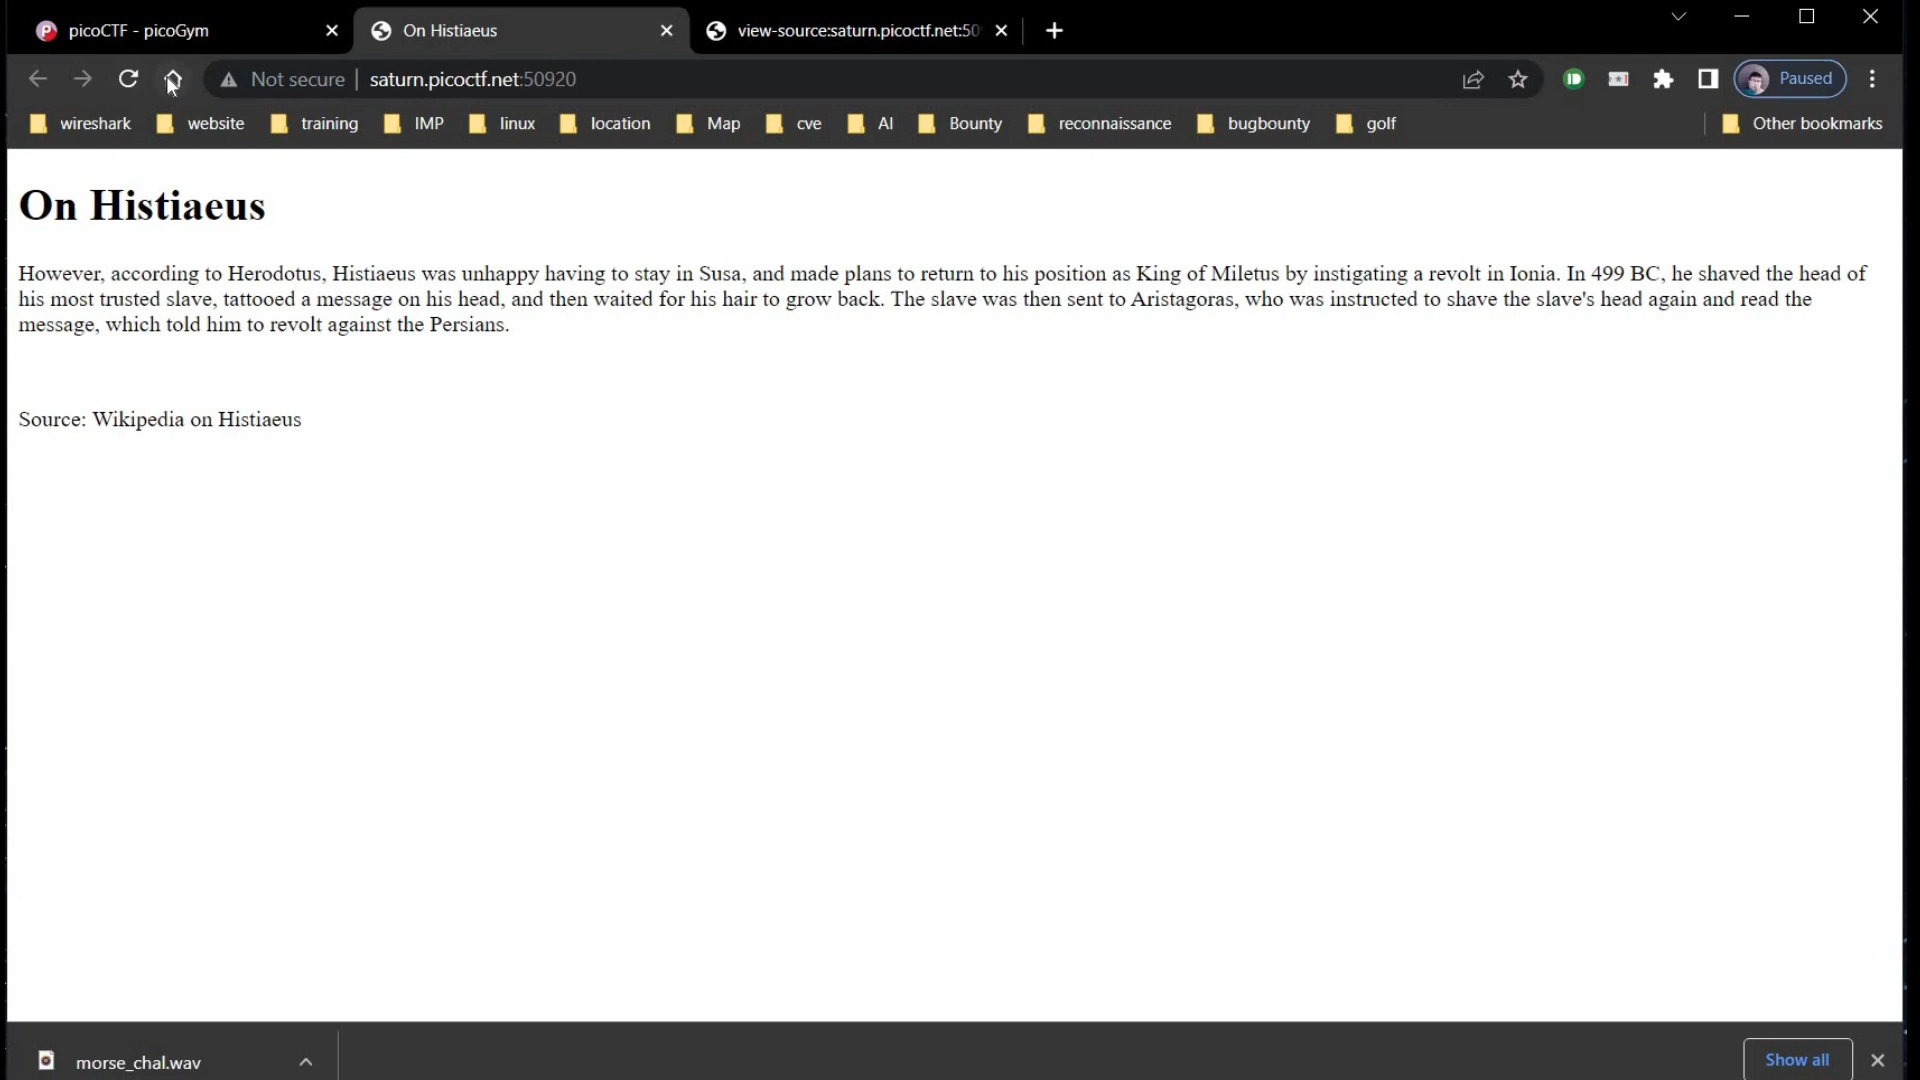 picoCTF - picoGym
On Histiaeus
view-source:saturn.picoctf.net:50
Not secure
saturn.picoctf.net:50920
Paused
wireshark
website
training
IMP
linux
location
Map
cve
AI
Bounty
reconnaissance
bugbounty
golf
Other bookmarks
On Histiaeus
However, according to Herodotus, Histiaeus was unhappy having to stay in Susa, and made plans to return to his position as King of Miletus by instigating a revolt in Ionia. In 499 BC, he shaved the head of
his most trusted slave, tattooed a message on his head, and then waited for his hair to grow back. The slave was then sent to Aristagoras, who was instructed to shave the slave's head again and read the
message, which told him to revolt against the Persians.
Source: Wikipedia on Histiaeus
morse_chal.wav
Show all